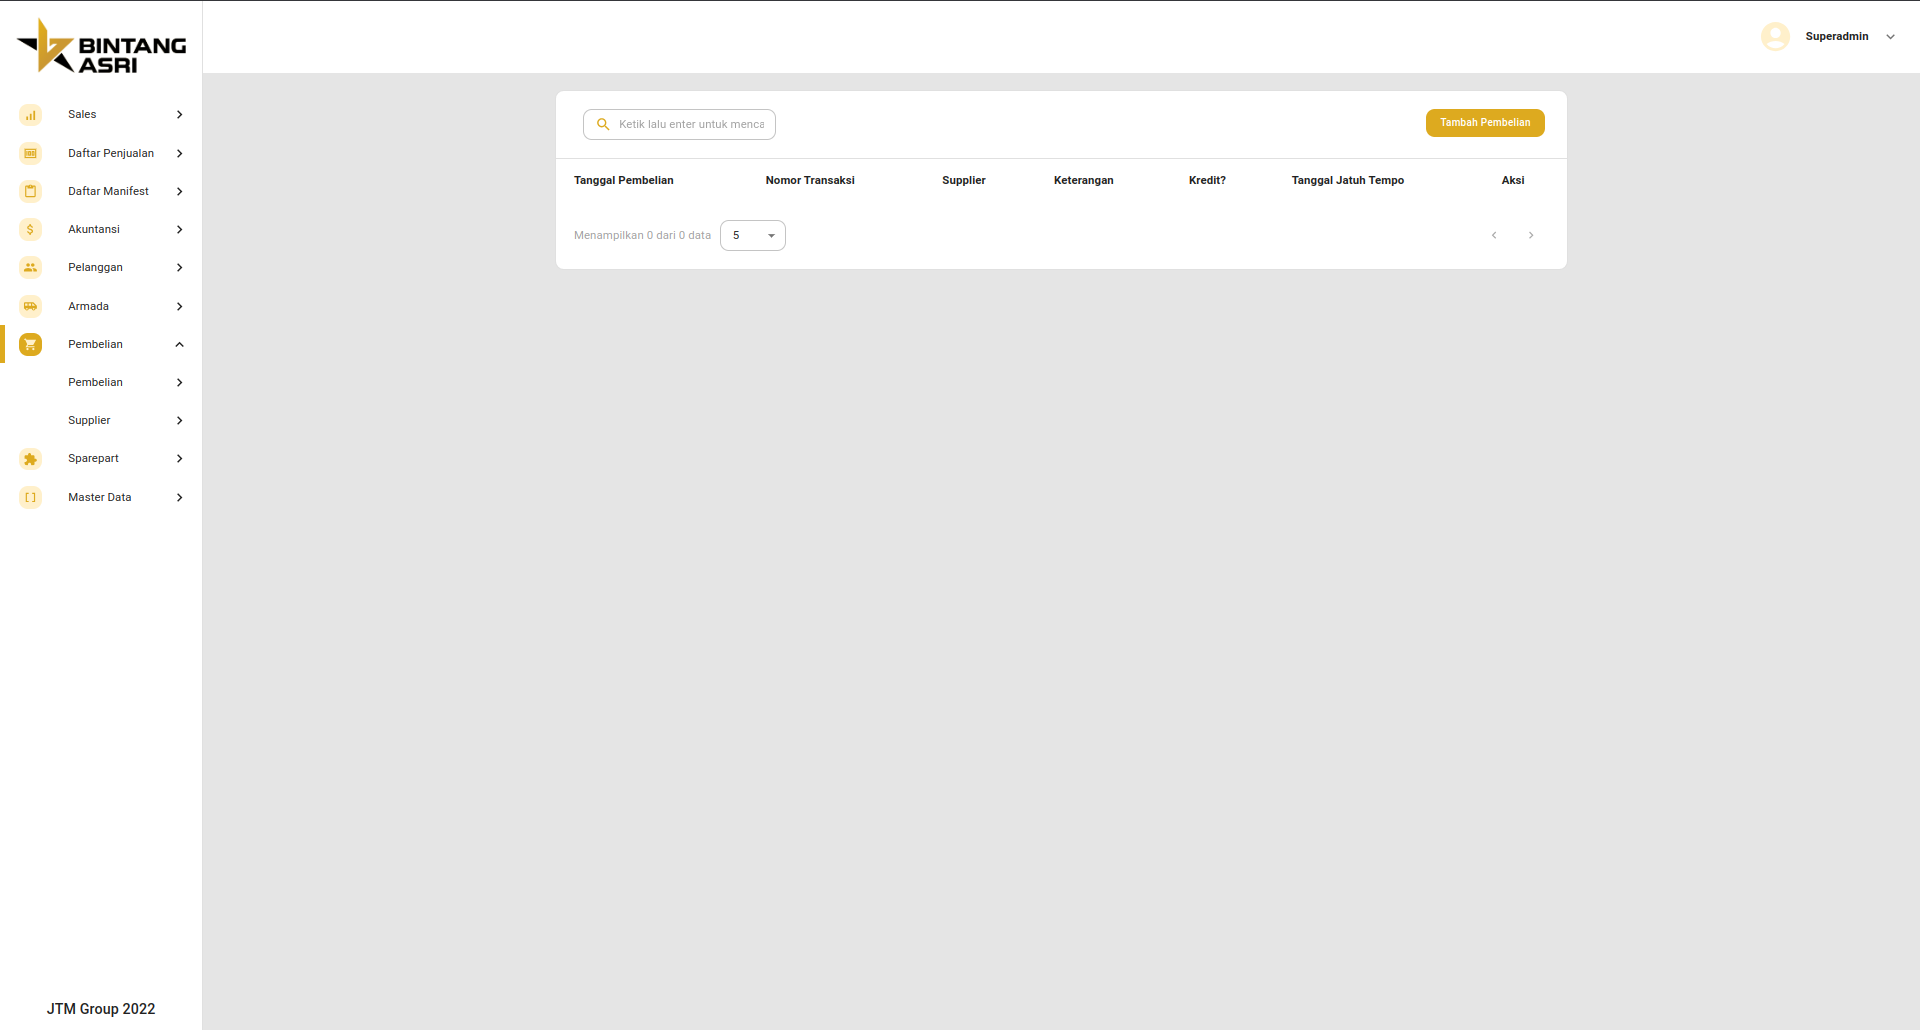 BINTANG
ASRI
Superadmin
Sales
Daftar Penjualan
Daftar Manifest
Akuntansi
Pelanggan
Armada
Pembelian
Pembelian
Supplier
Sparepart
Master Data
JTM Group 2022
Ketik lalu enter untuk menca
Tambah Pembelian
Tanggal Pembelian Nomor Transaksi Supplier Keterangan Kredit? Tanggal Jatuh Tempo Aksi
Menampilkan 0 dari 0 data 5